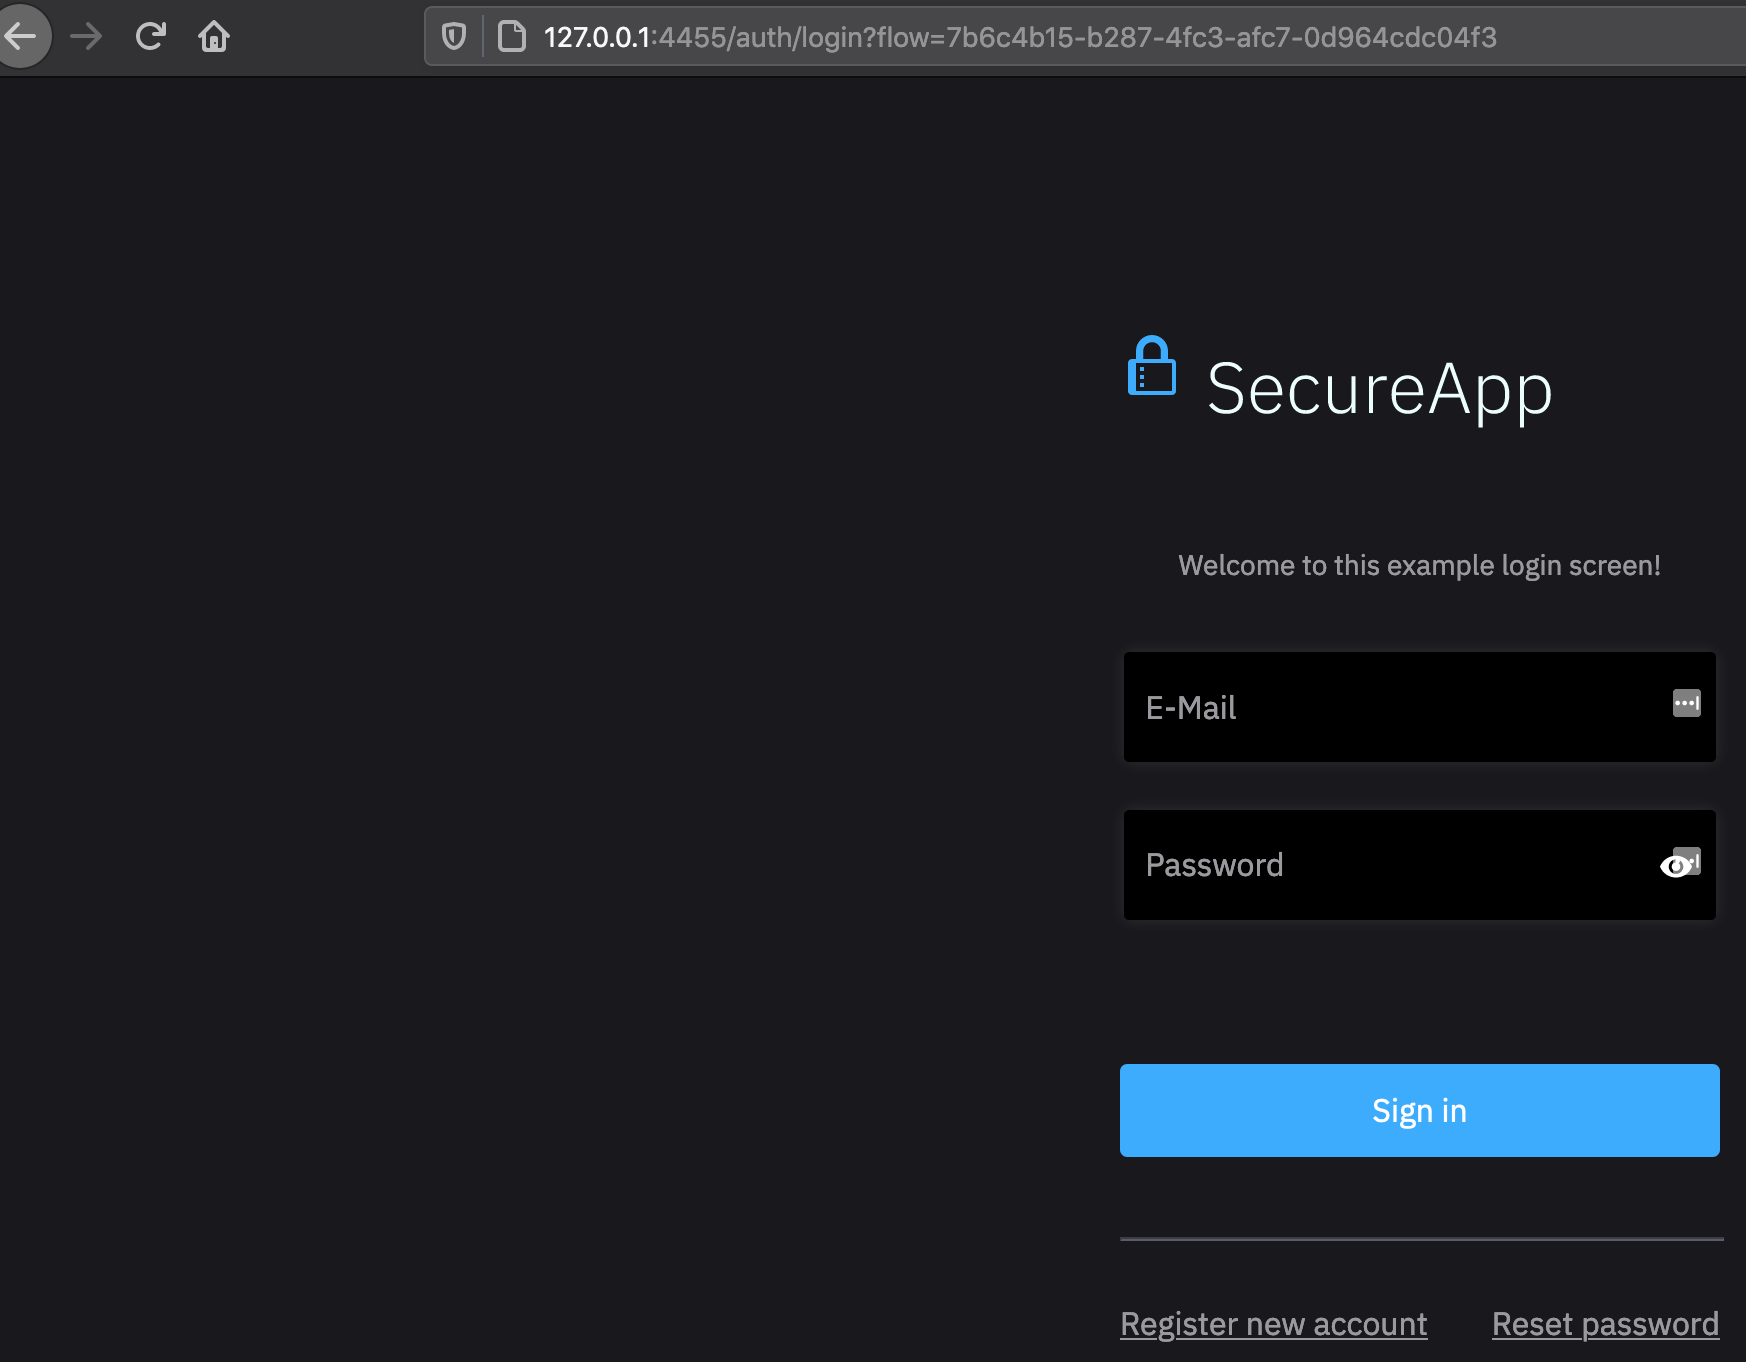 127.0.0.1:4455/auth/login?flow=7b6c4b15-b287-4fc3-afc7-0d964cdc04f3
SecureApp
Welcome to this example login screen!
E-Mail
Password
Sign in
Register new account Reset password